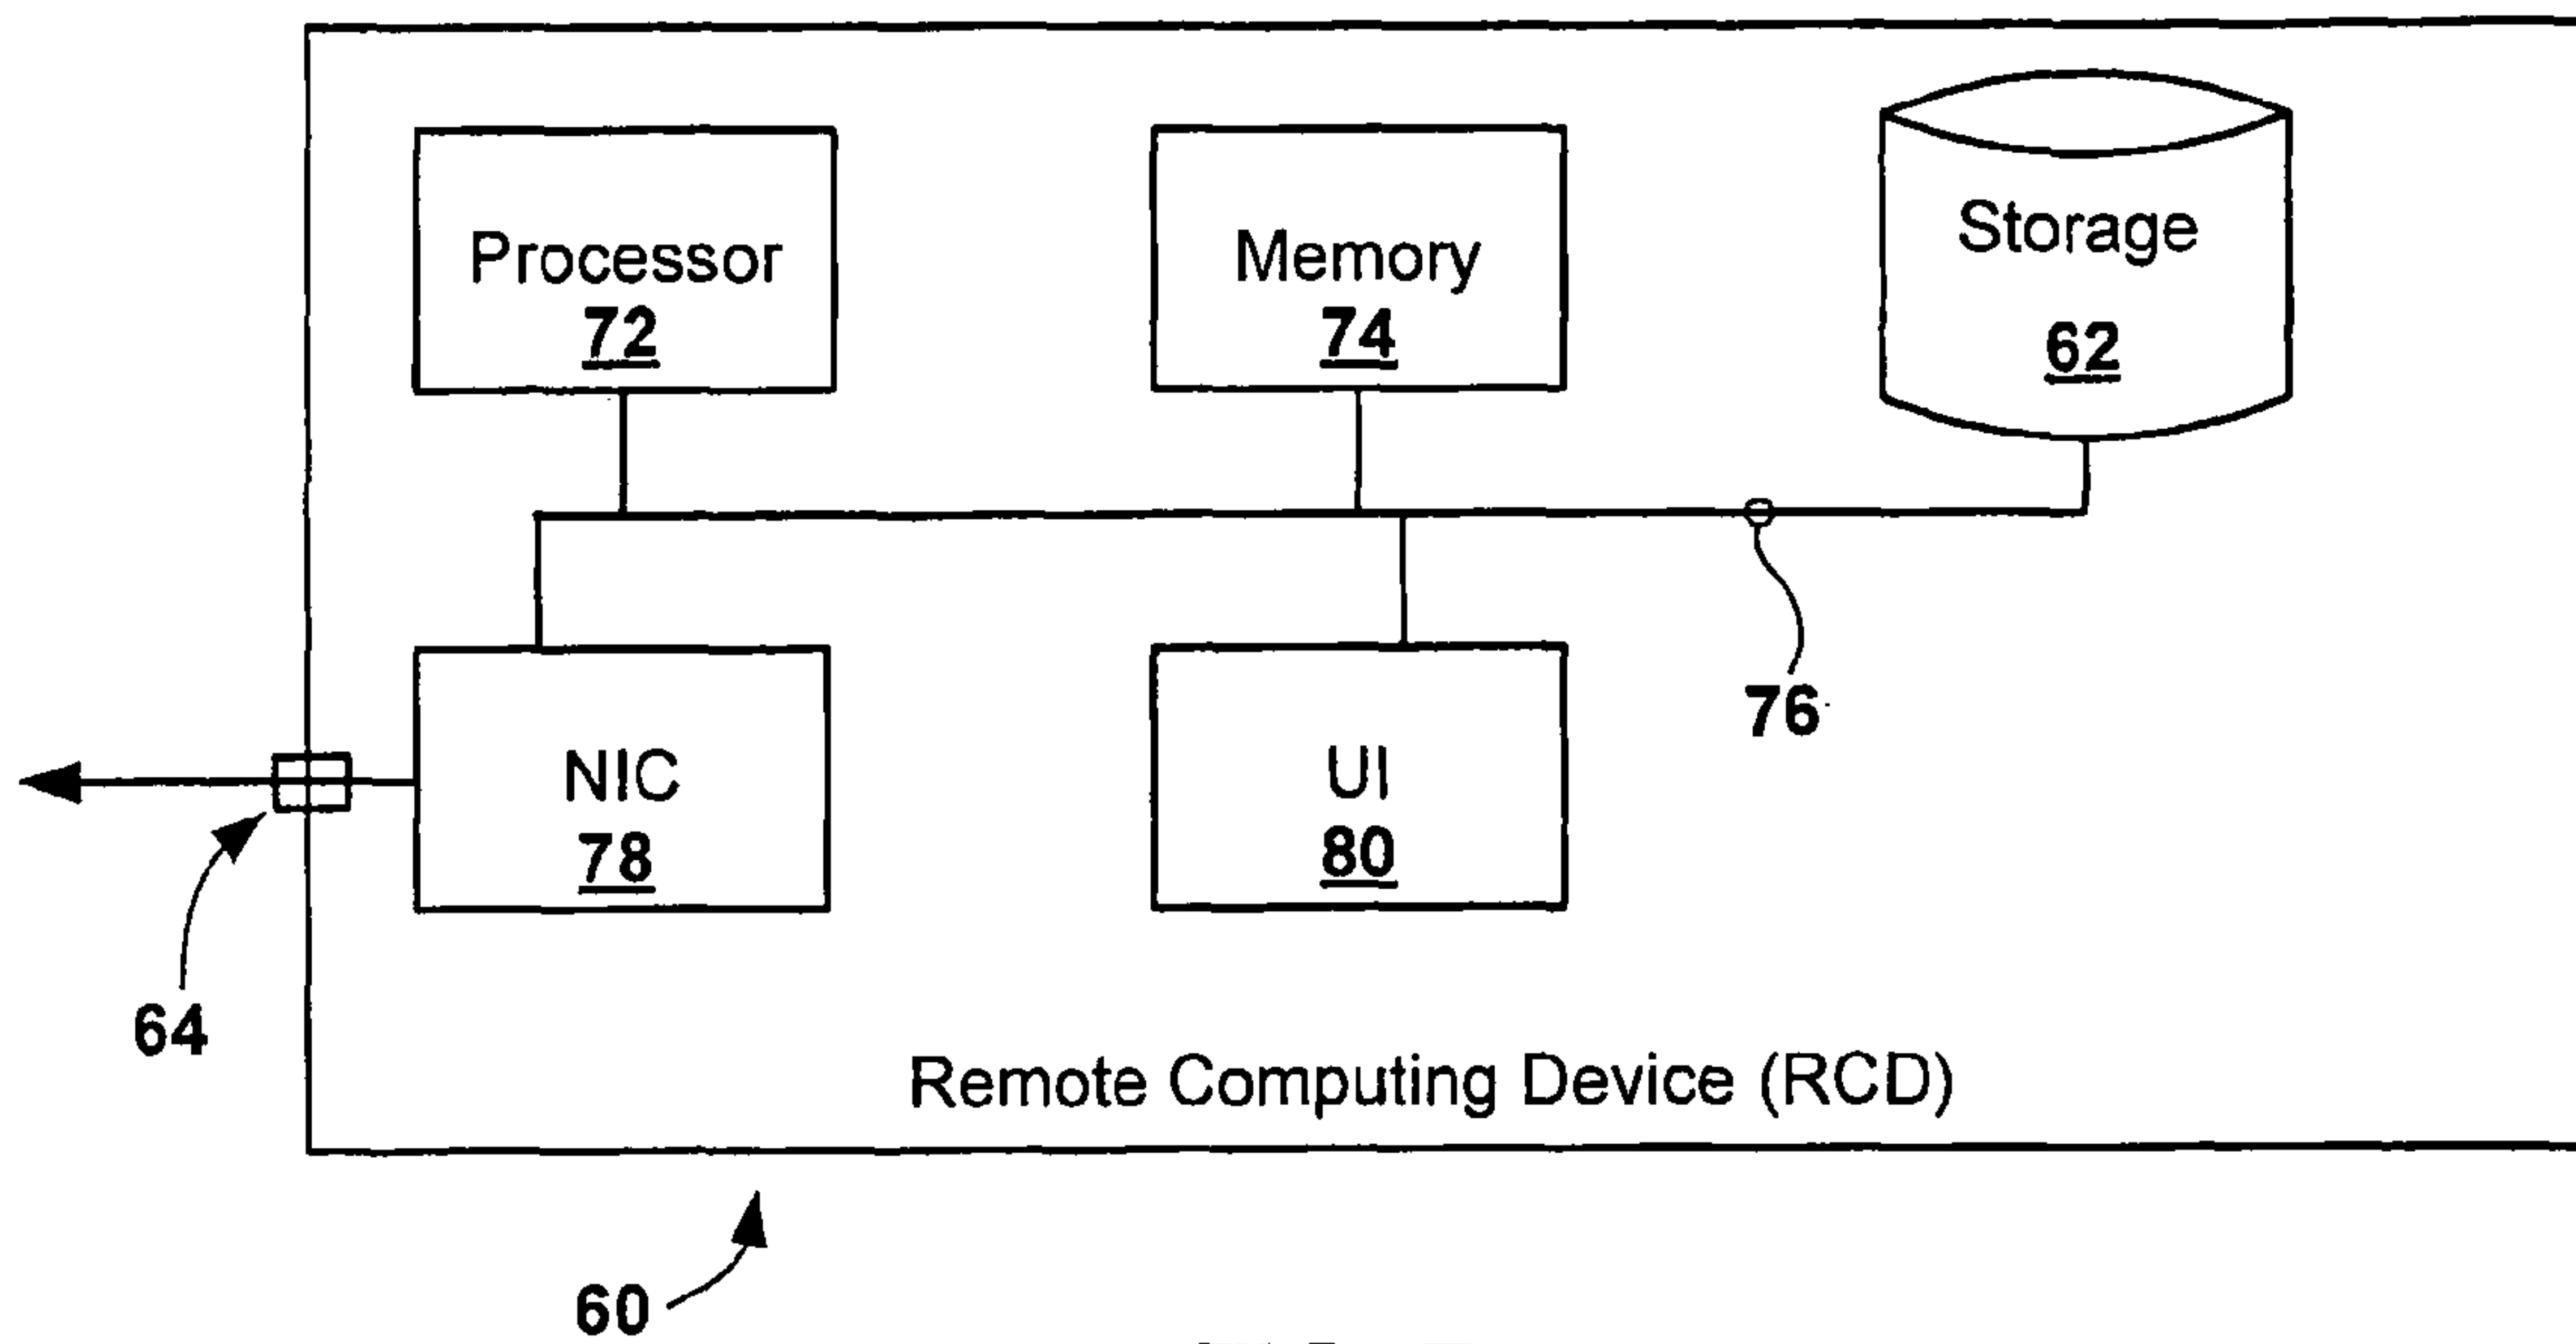 Processor
72
Memory
74
Storage
62
76
NIC
78
UI
80
64
Remote Computing Device (RCD)
60